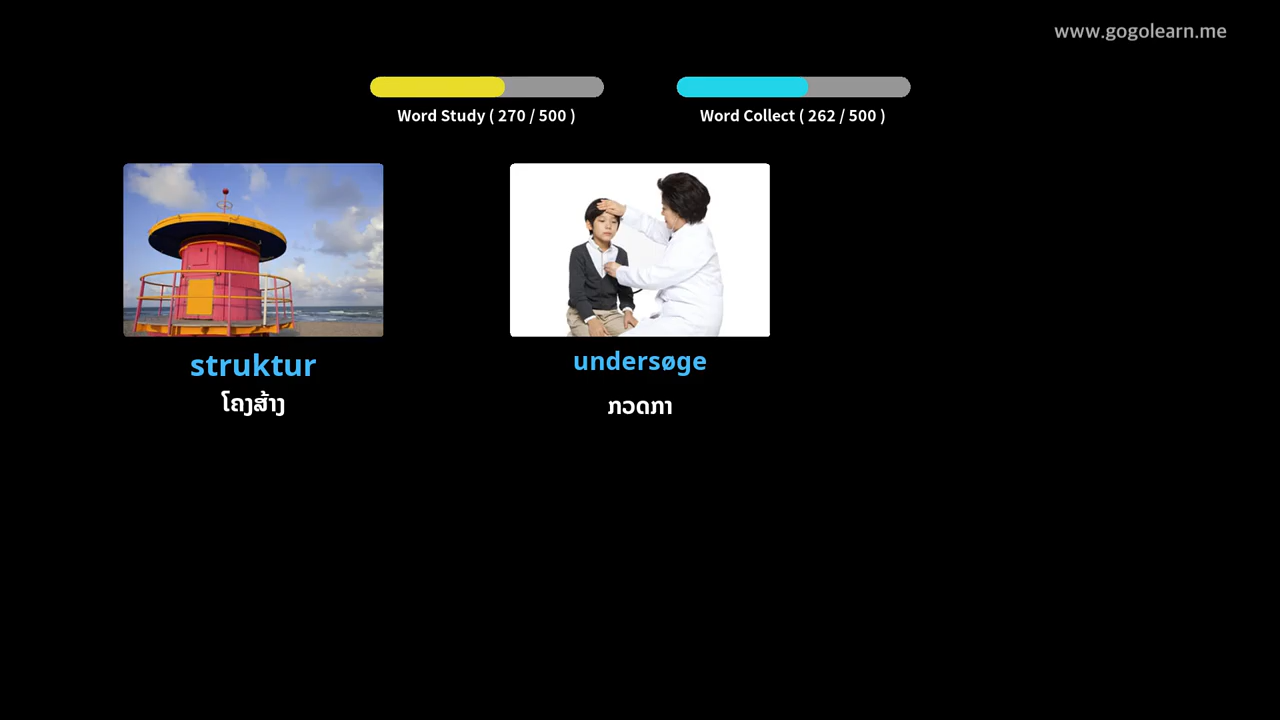 www.gogolearn.me
Word Study ( 270 / 500 )
Word Collect ( 262 / 500 )
struktur
ໂຄງສ້າງ
undersøge
ກວດກາ